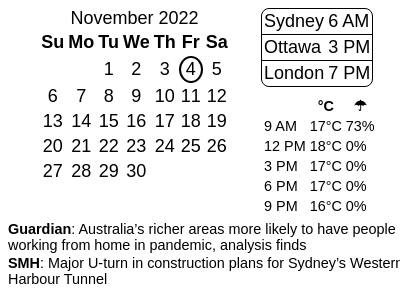 November 2022
Su Mo Tu We Th Fr Sa
1 2 3 4 5
6 7 8 9 10 11 12
13 14 15 16 17 18 19
20 21 22 23 24 25 26
27 28 29 30
Sydney 6 AM
Ottawa 3 PM
London 7 PM
°C ☂
9 AM 17°C 73%
12 PM 18°C 0%
3 PM 17°C 0%
6 PM 17°C 0%
9 PM 16°C 0%
Guardian: Australia’s richer areas more likely to have people
working from home in pandemic, analysis finds
SMH: Major U-turn in construction plans for Sydney’s Western
Harbour Tunnel